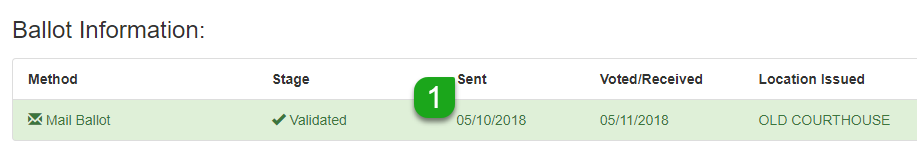 Ballot Information:
Method Stage Sent Voted/Received Location Issued
1
Mail Ballot Validated 05/10/2018 05/11/2018 OLD COURTHOUSE